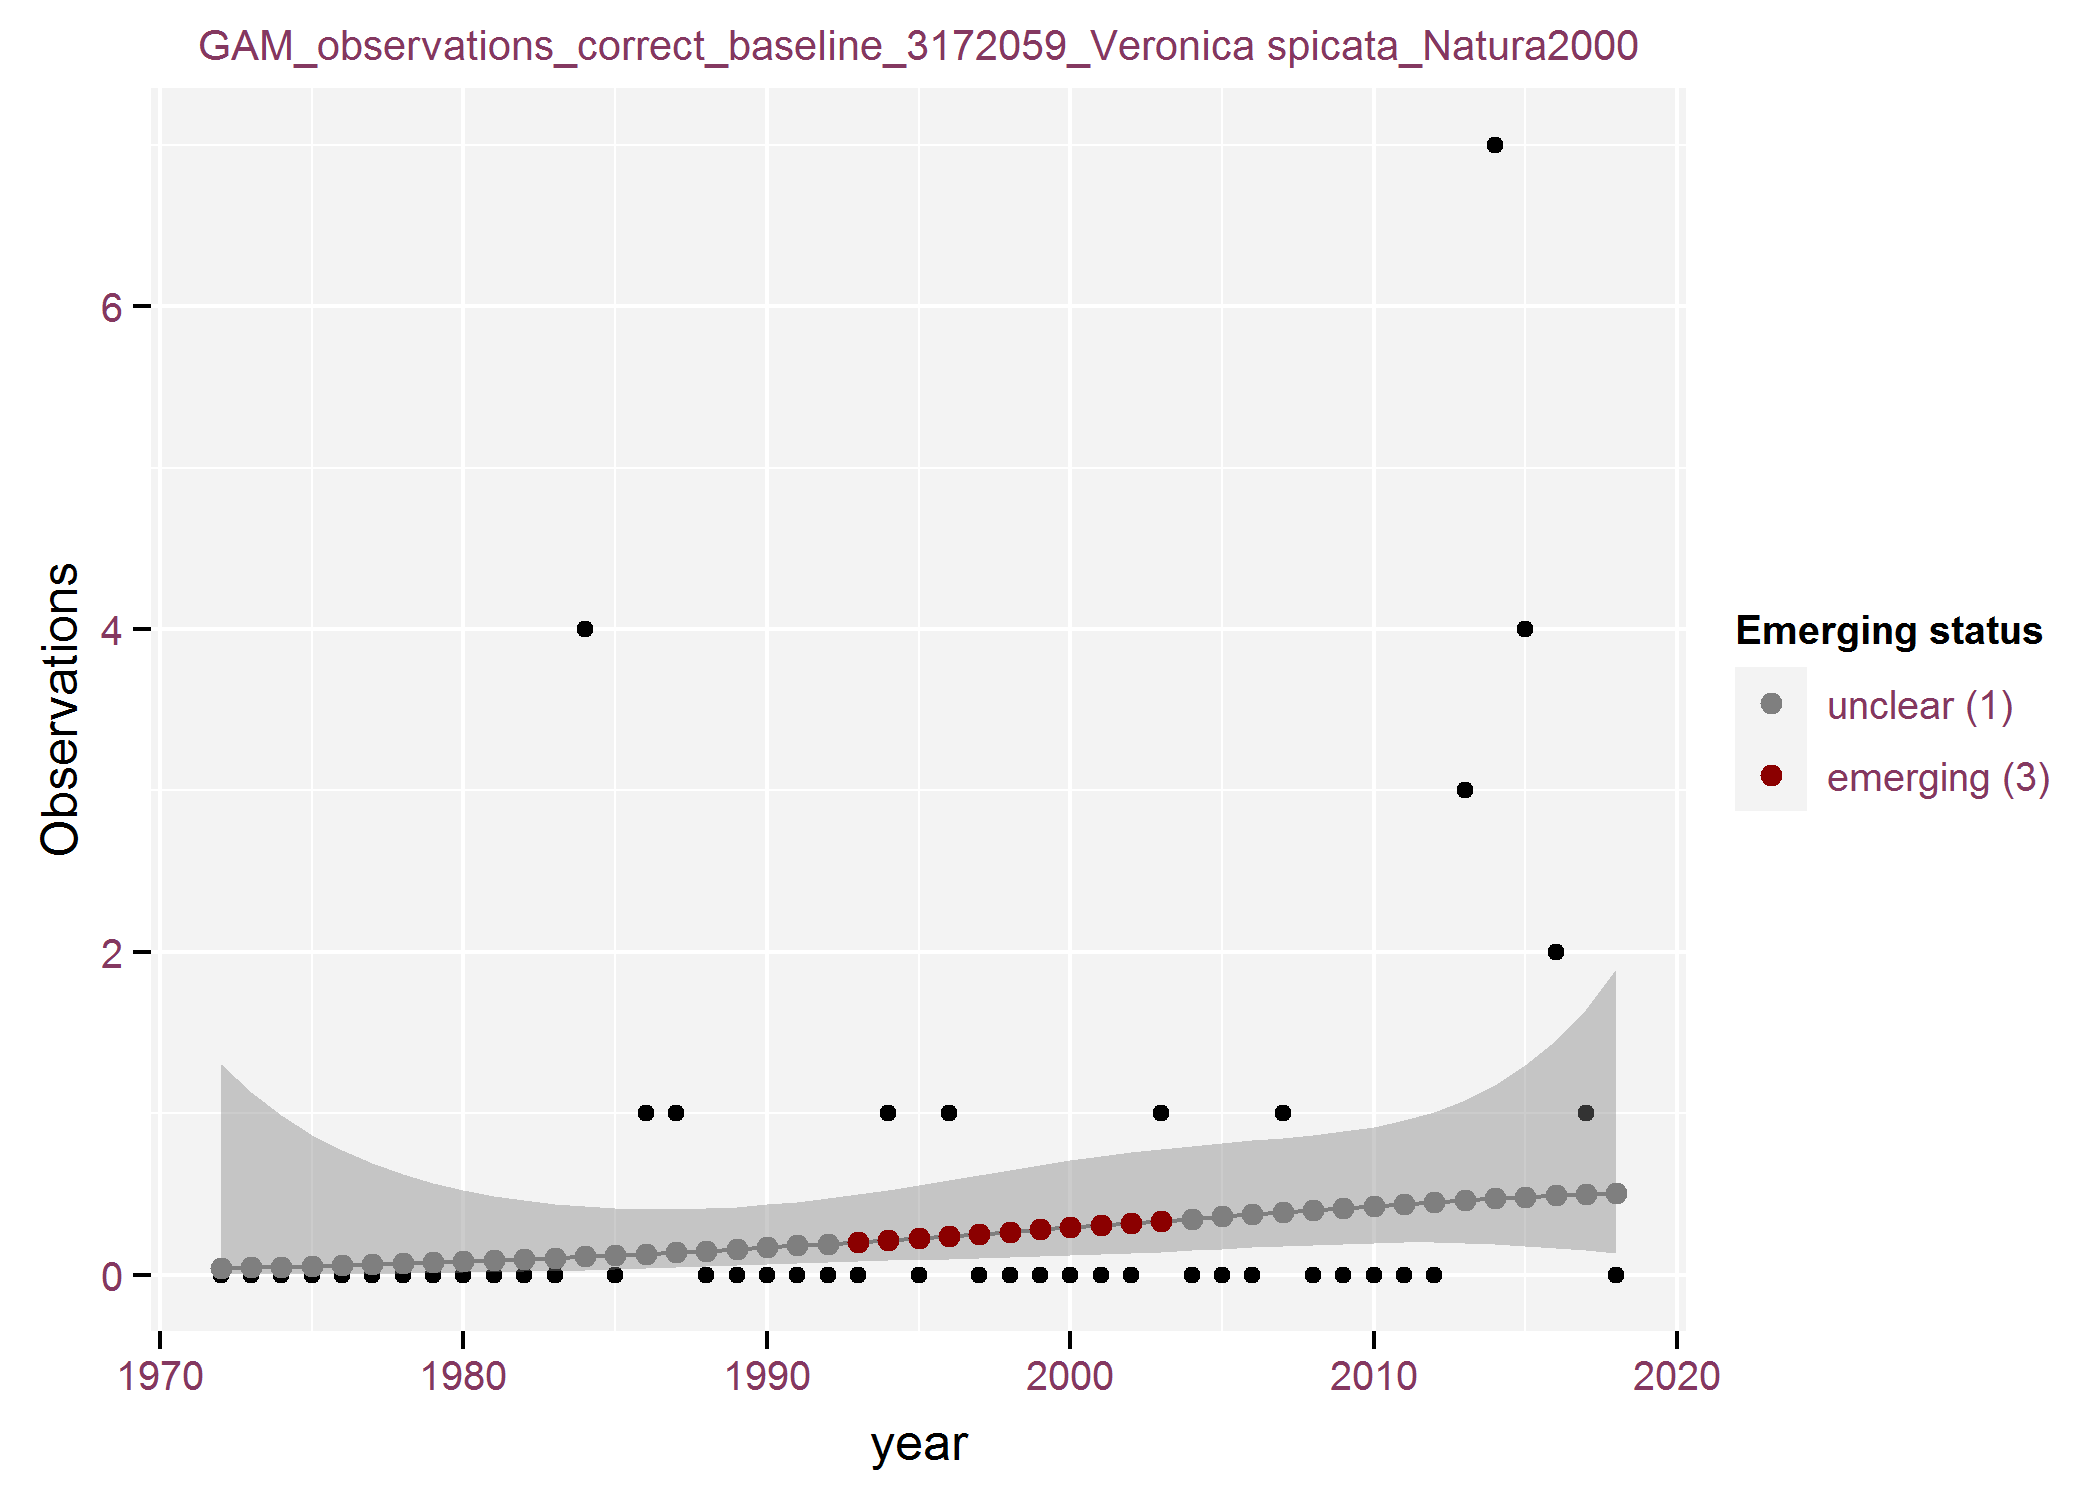 GAM_observations_correct_baseline_3172059_Veronica spicata_Natura2000
Observations
6
4
2
0
1970 1980 1990 2000 2010 2020
year
Emerging status
unclear (1)
emerging (3)